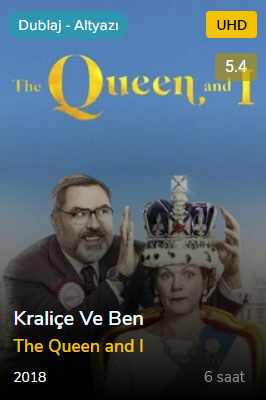 Dublaj - Altyazı
UHD
5.4
The Queen and I
Kraliçe Ve Ben
The Queen and I
2018
6 saat